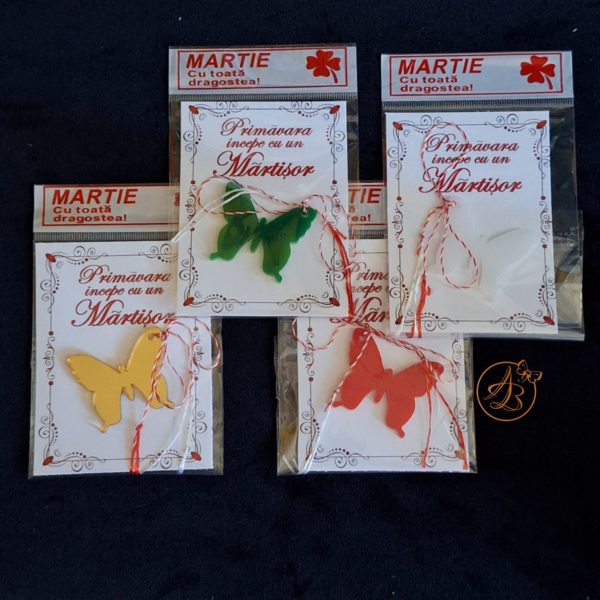 MARTIE
Cu toată
dragostea!
Primăvara
începe cu un
Mărțișor
MARTIE
Cu toată
dragostea!
Primăvara
începe cu un
Mărțișor
MARTIE
Cu toată
dragostea!
Primăvara
începe cu un
Mărțișor
Primăvara
începe cu un
Mărțișor
AB